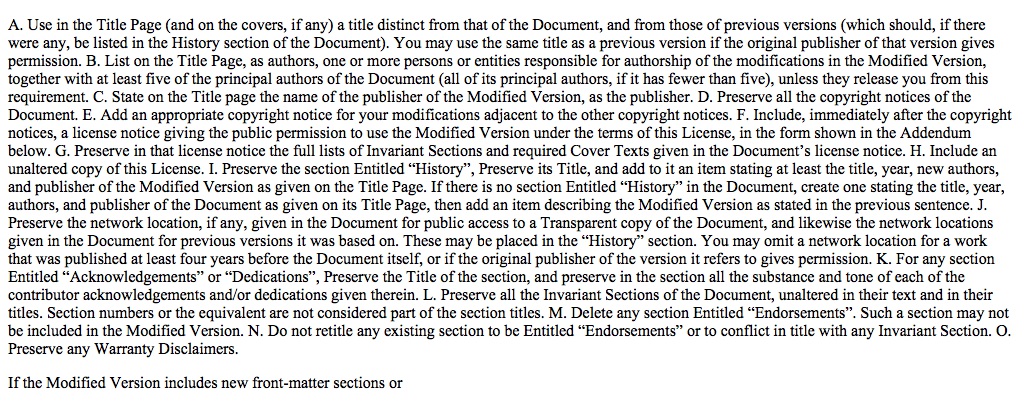 A. Use in the Title Page (and on the covers, if any) a title distinct from that of the Document, and from those of previous versions (which should, if there
were any, be listed in the History section of the Document). You may use the same title as a previous version if the original publisher of that version gives
permission. B. List on the Title Page, as authors, one or more persons or entities responsible for authorship of the modifications in the Modified Version,
together with at least five of the principal authors of the Document (all of its principal authors, if it has fewer than five), unless they release you from this
requirement. C. State on the Title page the name of the publisher of the Modified Version, as the publisher. D. Preserve all the copyright notices of the
Document. E. Add an appropriate copyright notice for your modifications adjacent to the other copyright notices. F. Include, immediately after the copyright
notices, a license notice giving the public permission to use the Modified Version under the terms of this License, in the form shown in the Addendum
below. G. Preserve in that license notice the full lists of Invariant Sections and required Cover Texts given in the Document’s license notice. H. Include an
unaltered copy of this License. I. Preserve the section Entitled “History”, Preserve its Title, and add to it an item stating at least the title, year, new authors,
and publisher of the Modified Version as given on the Title Page. If there is no section Entitled “History” in the Document, create one stating the title, year,
authors, and publisher of the Document as given on its Title Page, then add an item describing the Modified Version as stated in the previous sentence. J.
Preserve the network location, if any, given in the Document for public access to a Transparent copy of the Document, and likewise the network locations
given in the Document for previous versions it was based on. These may be placed in the “History” section. You may omit a network location for a work
that was published at least four years before the Document itself, or if the original publisher of the version it refers to gives permission. K. For any section
Entitled “Acknowledgements” or “Dedications”, Preserve the Title of the section, and preserve in the section all the substance and tone of each of the
contributor acknowledgements and/or dedications given therein. L. Preserve all the Invariant Sections of the Document, unaltered in their text and in their
titles. Section numbers or the equivalent are not considered part of the section titles. M. Delete any section Entitled “Endorsements”. Such a section may not
be included in the Modified Version. N. Do not retitle any existing section to be Entitled “Endorsements” or to conflict in title with any Invariant Section. O.
Preserve any Warranty Disclaimers.
If the Modified Version includes new front-matter sections or